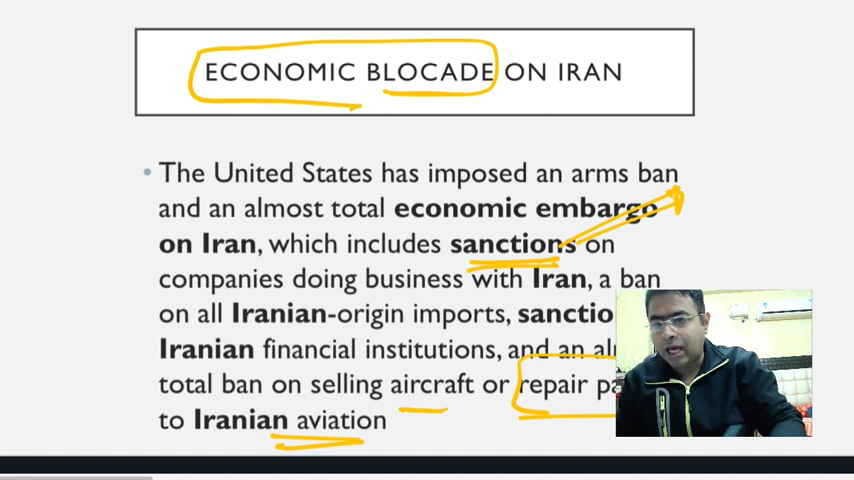 ECONOMIC BLOCADE ON IRAN
• The United States has imposed an arms ban
and an almost total economic embargo
on Iran, which includes sanctions on
companies doing business with Iran, a ban
on all Iranian-origin imports,
Iranian financial institutions, and an
total ban on selling aircraft or repair
to Iranian aviation